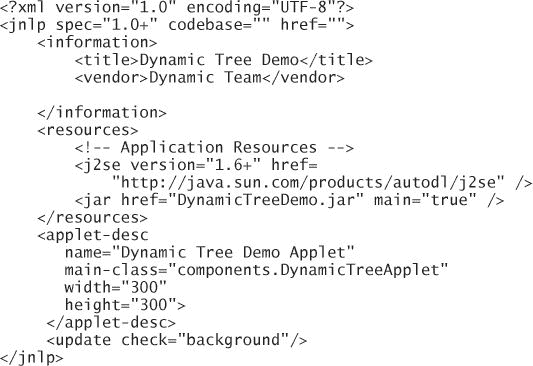 <?xml version="1.0" encoding="UTF-8"?>
<jnlp spec="1.0+" codebase="" href="">
    <information>
        <title>Dynamic Tree Demo</title>
        <vendor>Dynamic Team</vendor>

    </information>
    <resources>
        <!-- Application Resources -->
        <j2se version="1.6+" href=
            "http://java.sun.com/products/autodl/j2se" />
        <jar href="DynamicTreeDemo.jar" main="true" />
    </resources>
    <applet-desc
       name="Dynamic Tree Demo Applet"
       main-class="components.DynamicTreeApplet"
       width="300"
       height="300">
     </applet-desc>
     <update check="background"/>
</jnlp>